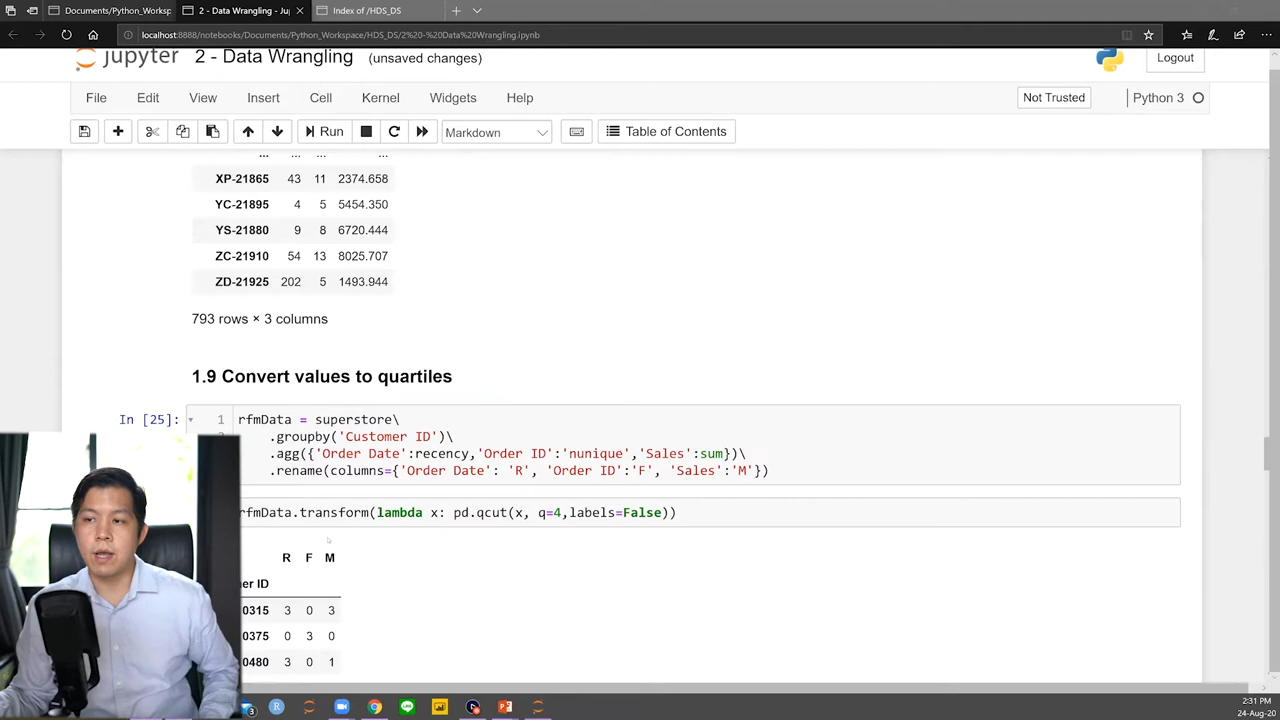 Documents/Python_Worksp
2 - Data Wrangling - Ju
Index of /HDS_DS
localhost:8888/notebooks/Documents/Python_Workspace/HDS_DS/2%20-%20Data%20Wrangling.ipynb
jupyter 2 - Data Wrangling (unsaved changes)
Logout
File Edit View Insert Cell Kernel Widgets Help
Not Trusted
Python 3
Run
Markdown
Table of Contents
... ... ... ...
XP-21865 43 11 2374.658
YC-21895 4 5 5454.350
YS-21880 9 8 6720.444
ZC-21910 54 13 8025.707
ZD-21925 202 5 1493.944
793 rows × 3 columns
1.9 Convert values to quartiles
In [25]:
1 rfmData = superstore\
.groupby('Customer ID')\
.agg({'Order Date':recency,'Order ID':'nunique','Sales':sum})\
.rename(columns={'Order Date': 'R', 'Order ID':'F', 'Sales':'M'})
rfmData.transform(lambda x: pd.qcut(x, q=4,labels=False))
R F M
er ID
0315 3 0 3
0375 0 3 0
0480 3 0 1
2:31 PM
24-Aug-20